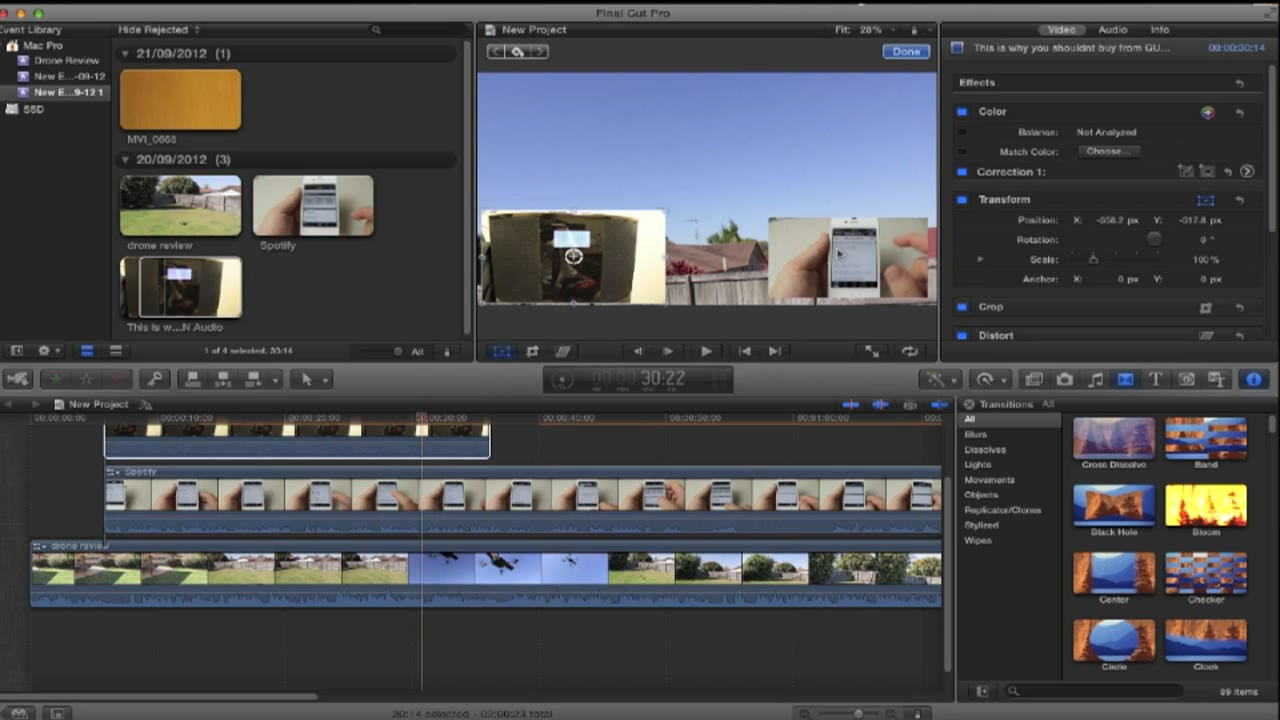 Final Cut Pro
Event Library
Hide Rejected
Mac Pro
Drone Review
New E...-09-12
New E...9-12 1
SSD
21/09/2012 (1)
MVI_0668
20/09/2012 (3)
drone review
Spotify
This is w...N Audio
1 of 4 selected, 30:14
All
New Project
Fit: 28%
Done
Video
Audio
Info
This is why you shouldnt buy from GU...
00:00:30:14
Effects
Color
Balance: Not Analyzed
Match Color: Choose...
Correction 1:
Transform
Position: X: -558.2 px Y: -317.8 px
Rotation: 0 °
Scale: 100 %
Anchor: X: 0 px Y: 0 px
Crop
Distort
00:00:30:22
New Project
00:00:00:00
00:00:10:00
00:00:20:00
00:00:30:00
00:00:40:00
00:00:50:00
00:01:00:00
Spotify
drone review
Transitions All
All
Blurs
Dissolves
Lights
Movements
Objects
Replicator/Clones
Stylized
Wipes
Cross Dissolve
Band
Black Hole
Bloom
Center
Checker
Circle
Clock
89 items
30:14 selected - 02:00:23 total